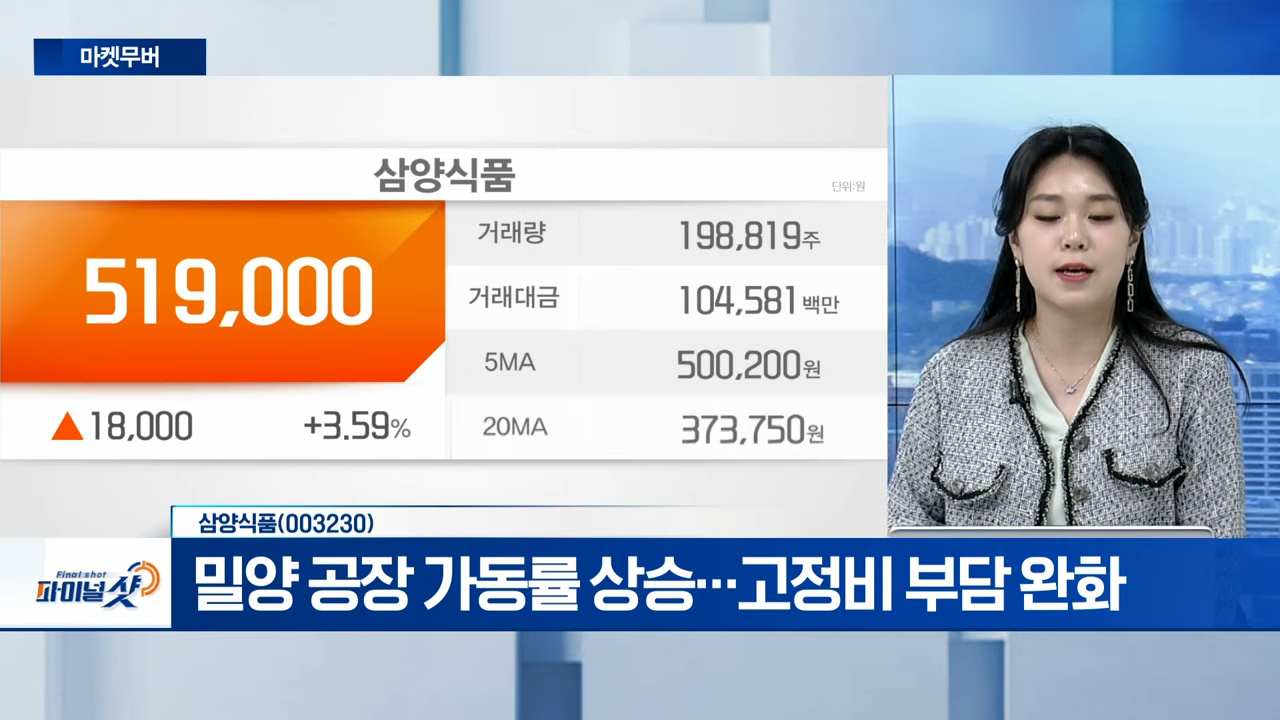 마켓무버
삼양식품
단위:원
519,000
▲18,000 +3.59%
거래량 198,819주
거래대금 104,581백만
5MA 500,200원
20MA 373,750원
삼양식품(003230)
Final shot
파이널샷
밀양 공장 가동률 상승…고정비 부담 완화